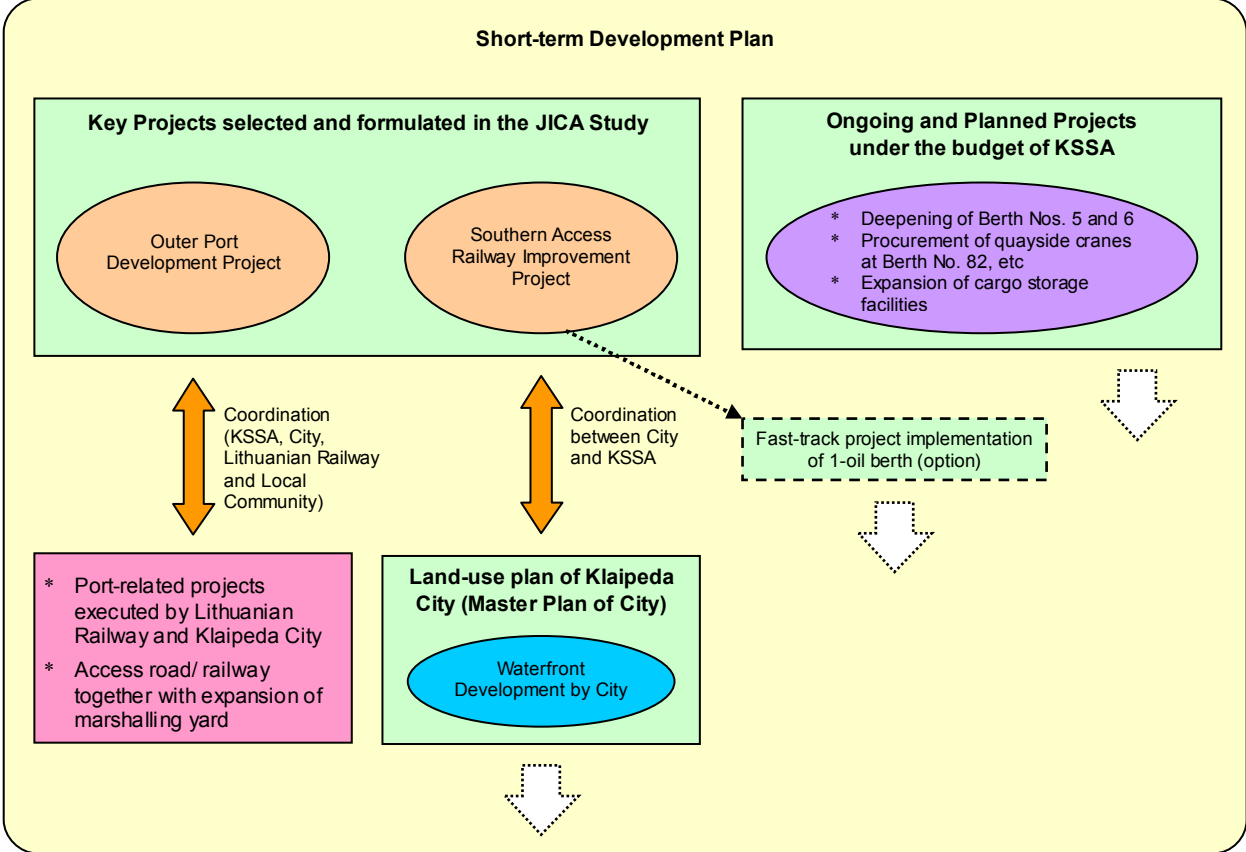 Short-term Development Plan
Key Projects selected and formulated in the JICA Study
Outer Port
Development Project
Southern Access
Railway Improvement
Project
Ongoing and Planned Projects
under the budget of KSSA
* Deepening of Berth Nos. 5 and 6
* Procurement of quayside cranes
at Berth No. 82, etc
* Expansion of cargo storage
facilities
Coordination
(KSSA, City,
Lithuanian Railway
and Local
Community)
Coordination
between City
and KSSA
Fast-track project implementation
of 1-oil berth (option)
* Port-related projects
executed by Lithuanian
Railway and Klaipeda City
* Access road/ railway
together with expansion of
marshalling yard
Land-use plan of Klaipeda
City (Master Plan of City)
Waterfront
Development by City